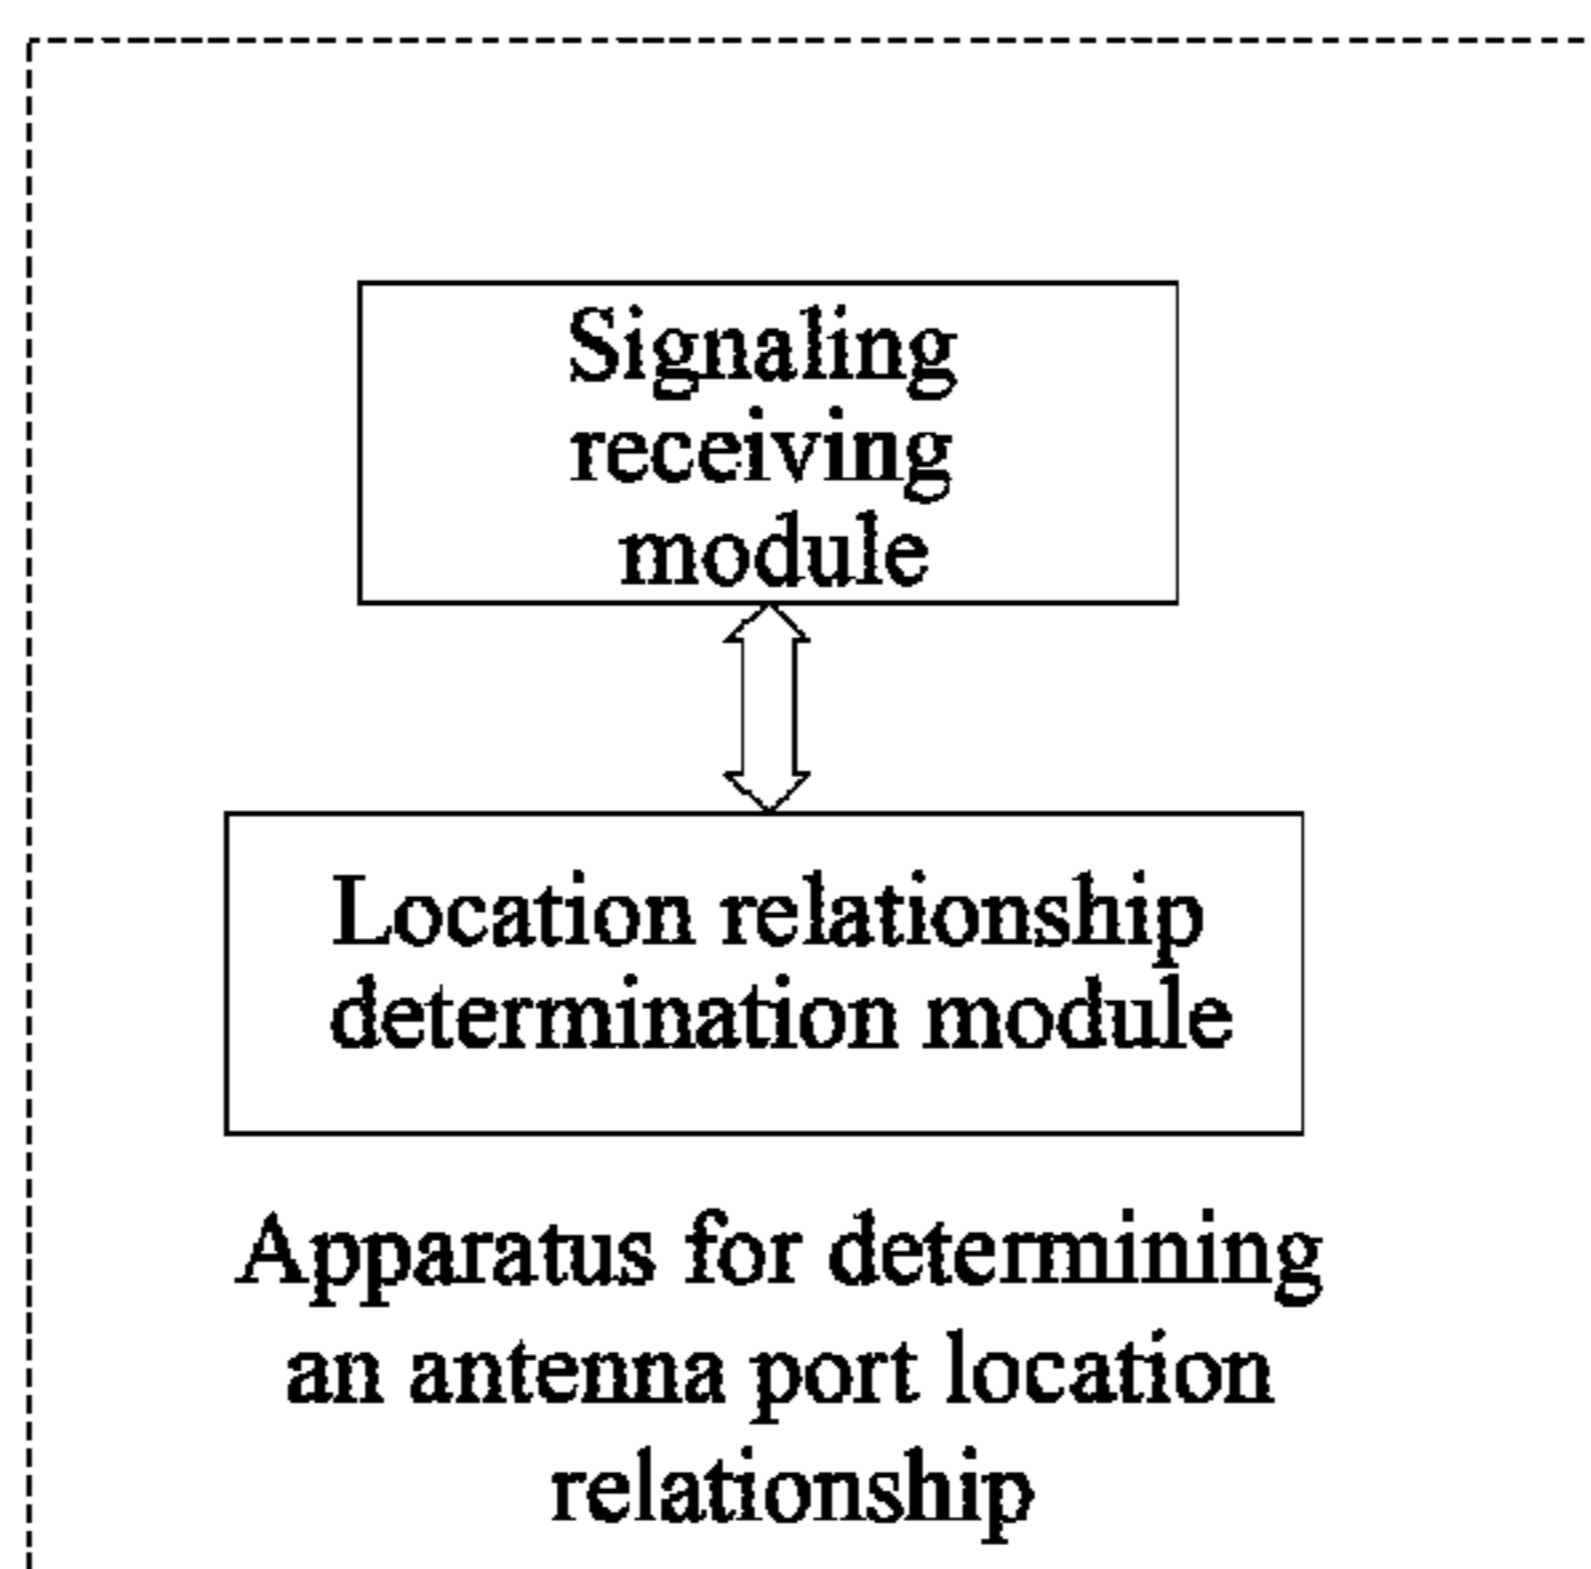 Signaling
receiving
module
Location relationship
determination module
Apparatus for determining
an antenna port location
relationship